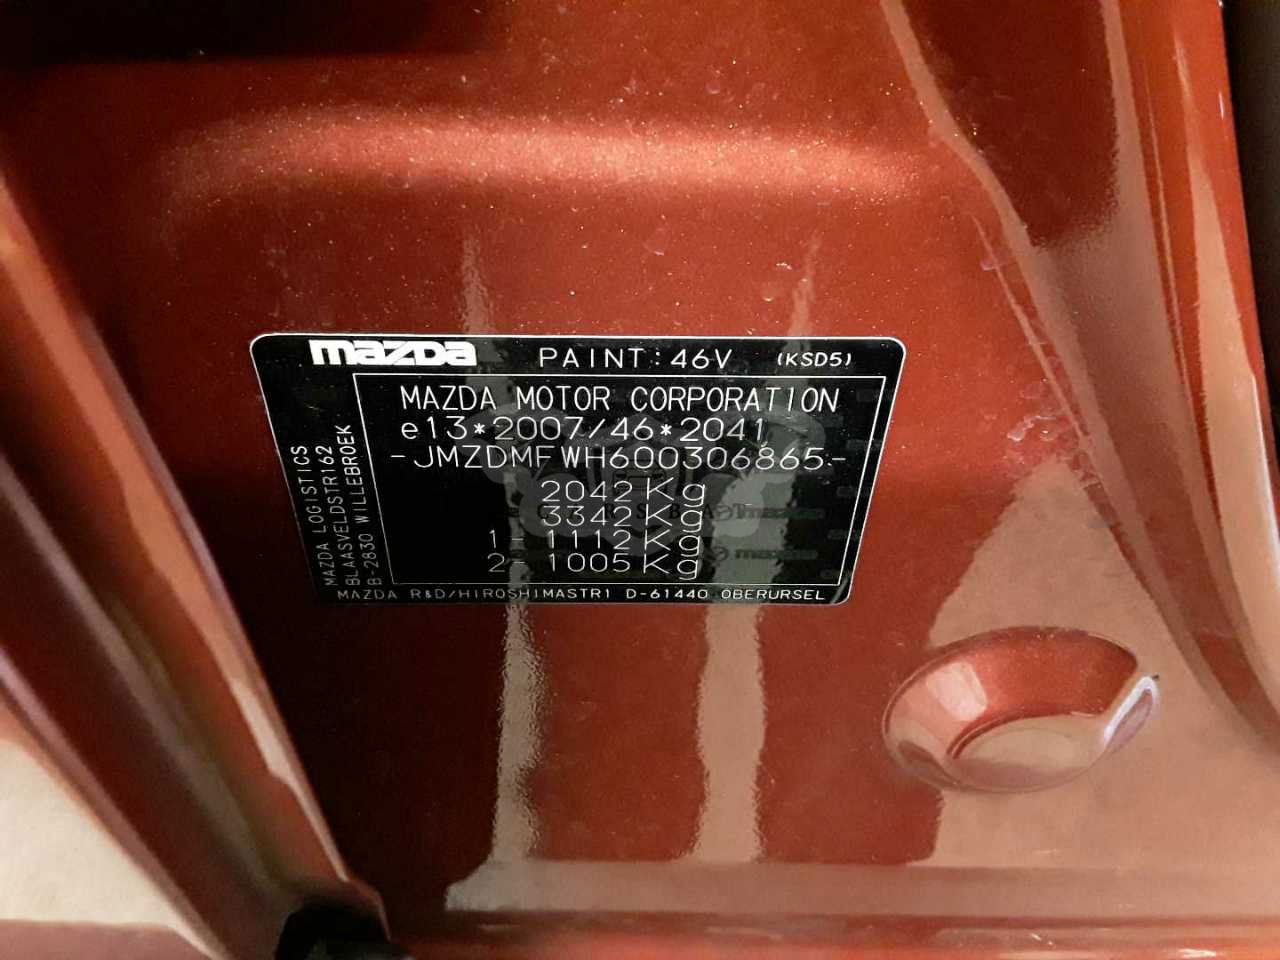 mazda PAINT: 46V (KSD5)
MAZDA MOTOR CORPORATION
e13*2007/46*2041
-JMZDMFWH600306865-
2042Kg
3342Kg
1- 1112Kg
2- 1005Kg
MAZDA LOGISTICS
BLAASVELDSTR162
B-2830 WILLEBROEK
MAZDA R&D/HIROSHIMASTR1 D-61440 OBERURSEL